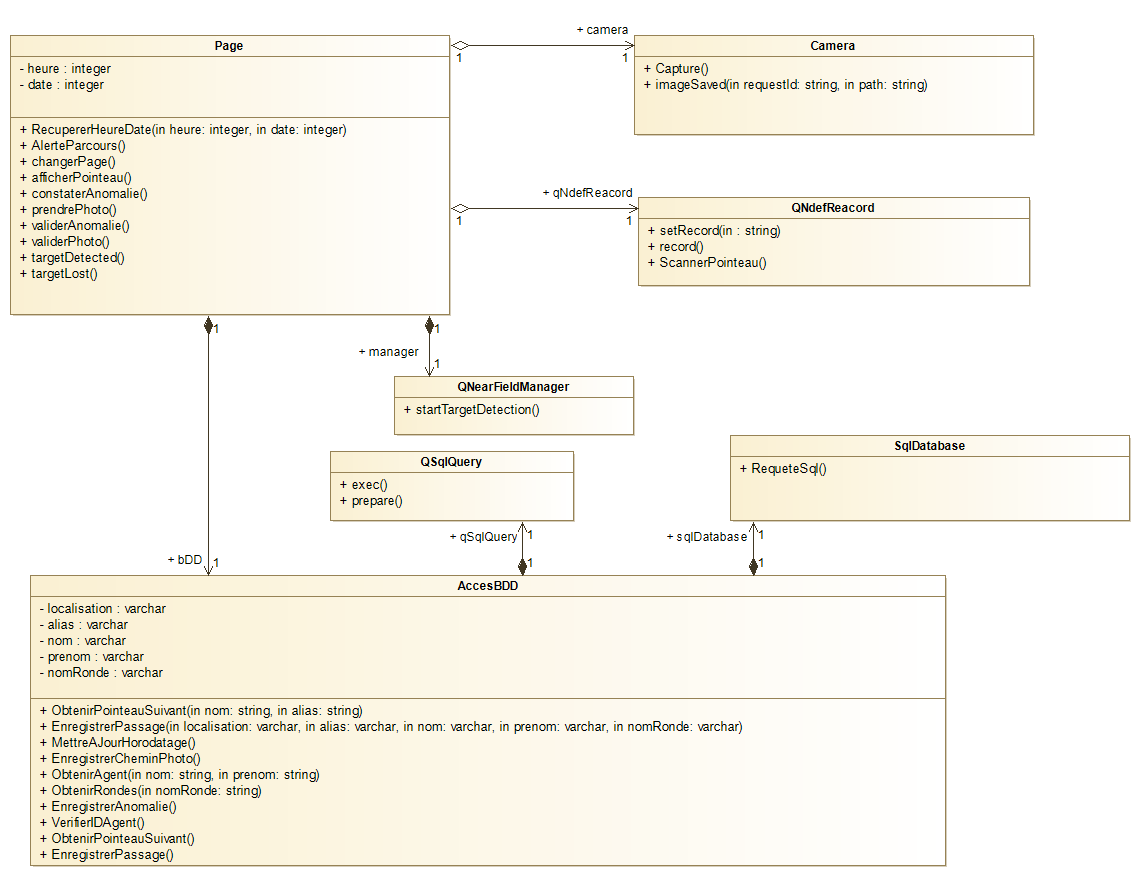 Page
- heure : integer
- date : integer
+ RecupererHeureDate(in heure: integer, in date: integer)
+ AlerteParcours()
+ changerPage()
+ afficherPointeau()
+ constaterAnomalie()
+ prendrePhoto()
+ validerAnomalie()
+ validerPhoto()
+ targetDetected()
+ targetLost()
+ camera
1
1
Camera
+ Capture()
+ imageSaved(in requestId: string, in path: string)
+ qNdefReacord
1
1
QNdefReacord
+ setRecord(in : string)
+ record()
+ ScannerPointeau()
1
1
+ manager
1
QNearFieldManager
+ startTargetDetection()
QSqlQuery
+ exec()
+ prepare()
SqlDatabase
+ RequeteSql()
+ qSqlQuery
1
1
+ sqlDatabase
1
1
+ bDD
1
AccesBDD
- localisation : varchar
- alias : varchar
- nom : varchar
- prenom : varchar
- nomRonde : varchar
+ ObtenirPointeauSuivant(in nom: string, in alias: string)
+ EnregistrerPassage(in localisation: varchar, in alias: varchar, in nom: varchar, in prenom: varchar, in nomRonde: varchar)
+ MettreAJourHorodatage()
+ EnregistrerCheminPhoto()
+ ObtenirAgent(in nom: string, in prenom: string)
+ ObtenirRondes(in nomRonde: string)
+ EnregistrerAnomalie()
+ VerifierIDAgent()
+ ObtenirPointeauSuivant()
+ EnregistrerPassage()